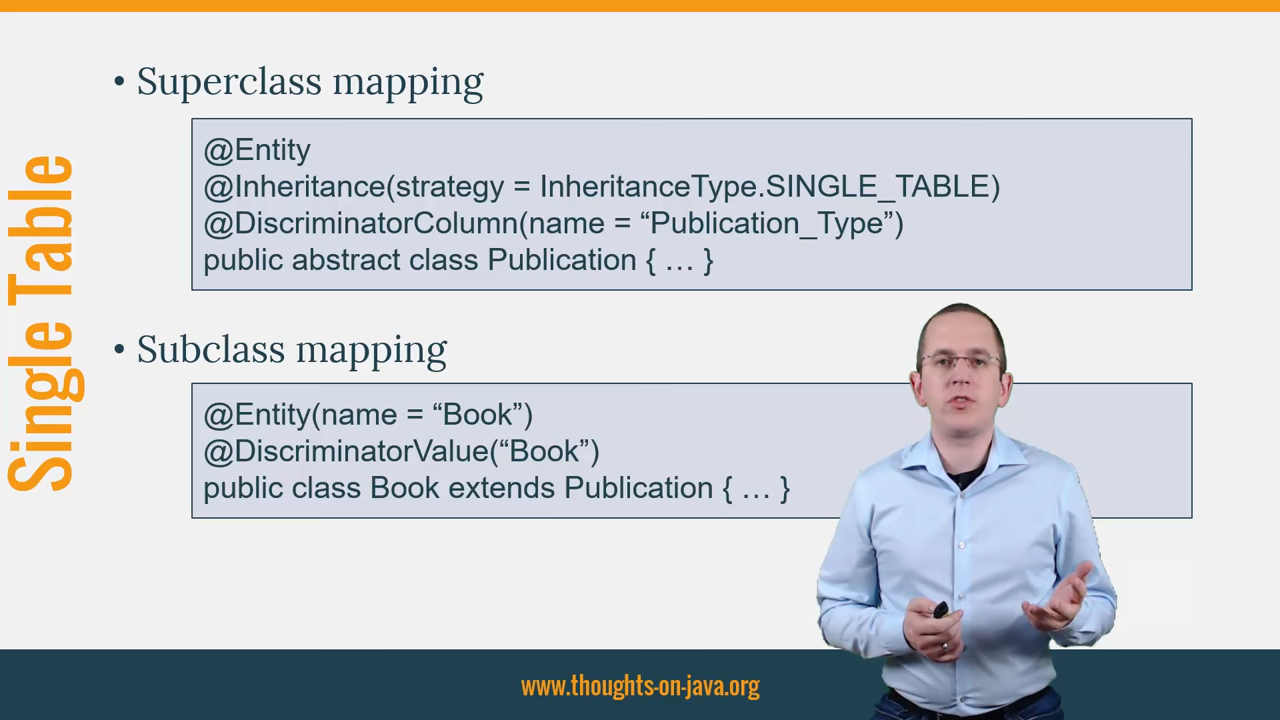 Single Table
• Superclass mapping
@Entity
@Inheritance(strategy = InheritanceType.SINGLE_TABLE)
@DiscriminatorColumn(name = “Publication_Type”)
public abstract class Publication { … }
• Subclass mapping
@Entity(name = “Book”)
@DiscriminatorValue(“Book”)
public class Book extends Publication { … }
www.thoughts-on-java.org